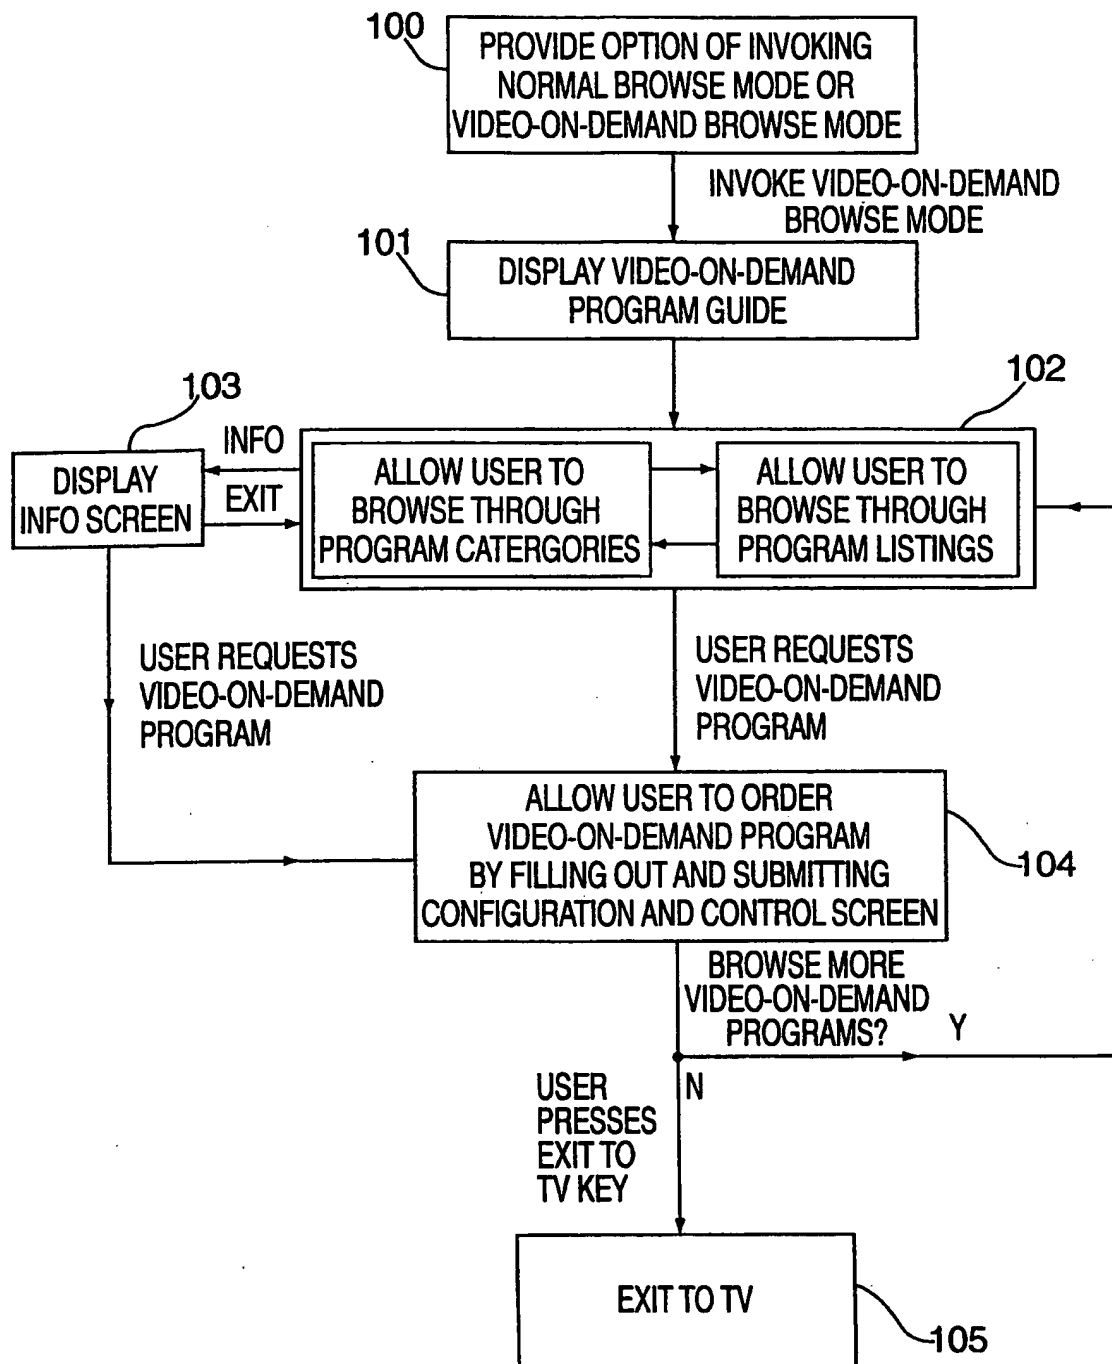 100
PROVIDE OPTION OF INVOKING
NORMAL BROWSE MODE OR
VIDEO-ON-DEMAND BROWSE MODE
INVOKE VIDEO-ON-DEMAND
BROWSE MODE
101
DISPLAY VIDEO-ON-DEMAND
PROGRAM GUIDE
102
103
INFO
EXIT
DISPLAY
INFO SCREEN
ALLOW USER TO
BROWSE THROUGH
PROGRAM CATERGORIES
ALLOW USER TO
BROWSE THROUGH
PROGRAM LISTINGS
USER REQUESTS
VIDEO-ON-DEMAND
PROGRAM
USER REQUESTS
VIDEO-ON-DEMAND
PROGRAM
ALLOW USER TO ORDER
VIDEO-ON-DEMAND PROGRAM
BY FILLING OUT AND SUBMITTING
CONFIGURATION AND CONTROL SCREEN
104
BROWSE MORE
VIDEO-ON-DEMAND
PROGRAMS?
Y
N
USER
PRESSES
EXIT TO
TV KEY
EXIT TO TV
105